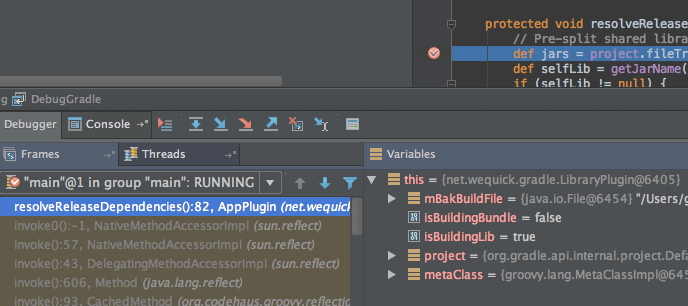 protected void resolveRelease
// Pre-split shared libra
def jars = project.fileTr
def selfLib = getJarName(
if (selfLib != null) {
g DebugGradle
Debugger Console
Frames Threads Variables
"main"@1 in group "main": RUNNING
this = {net.wequick.gradle.LibraryPlugin@6405}
resolveReleaseDependencies():82, AppPlugin (net.wequick
mBakBuildFile = {java.io.File@6454} "/Users/g
invoke0():-1, NativeMethodAccessorImpl (sun.reflect)
isBuildingBundle = false
invoke():57, NativeMethodAccessorImpl (sun.reflect)
isBuildingLib = true
invoke():43, DelegatingMethodAccessorImpl (sun.reflect)
project = {org.gradle.api.internal.project.Defa
invoke():606, Method (java.lang.reflect)
metaClass = {groovy.lang.MetaClassImpl@6456
invoke():93, CachedMethod (org.codehaus.groovy.reflectio